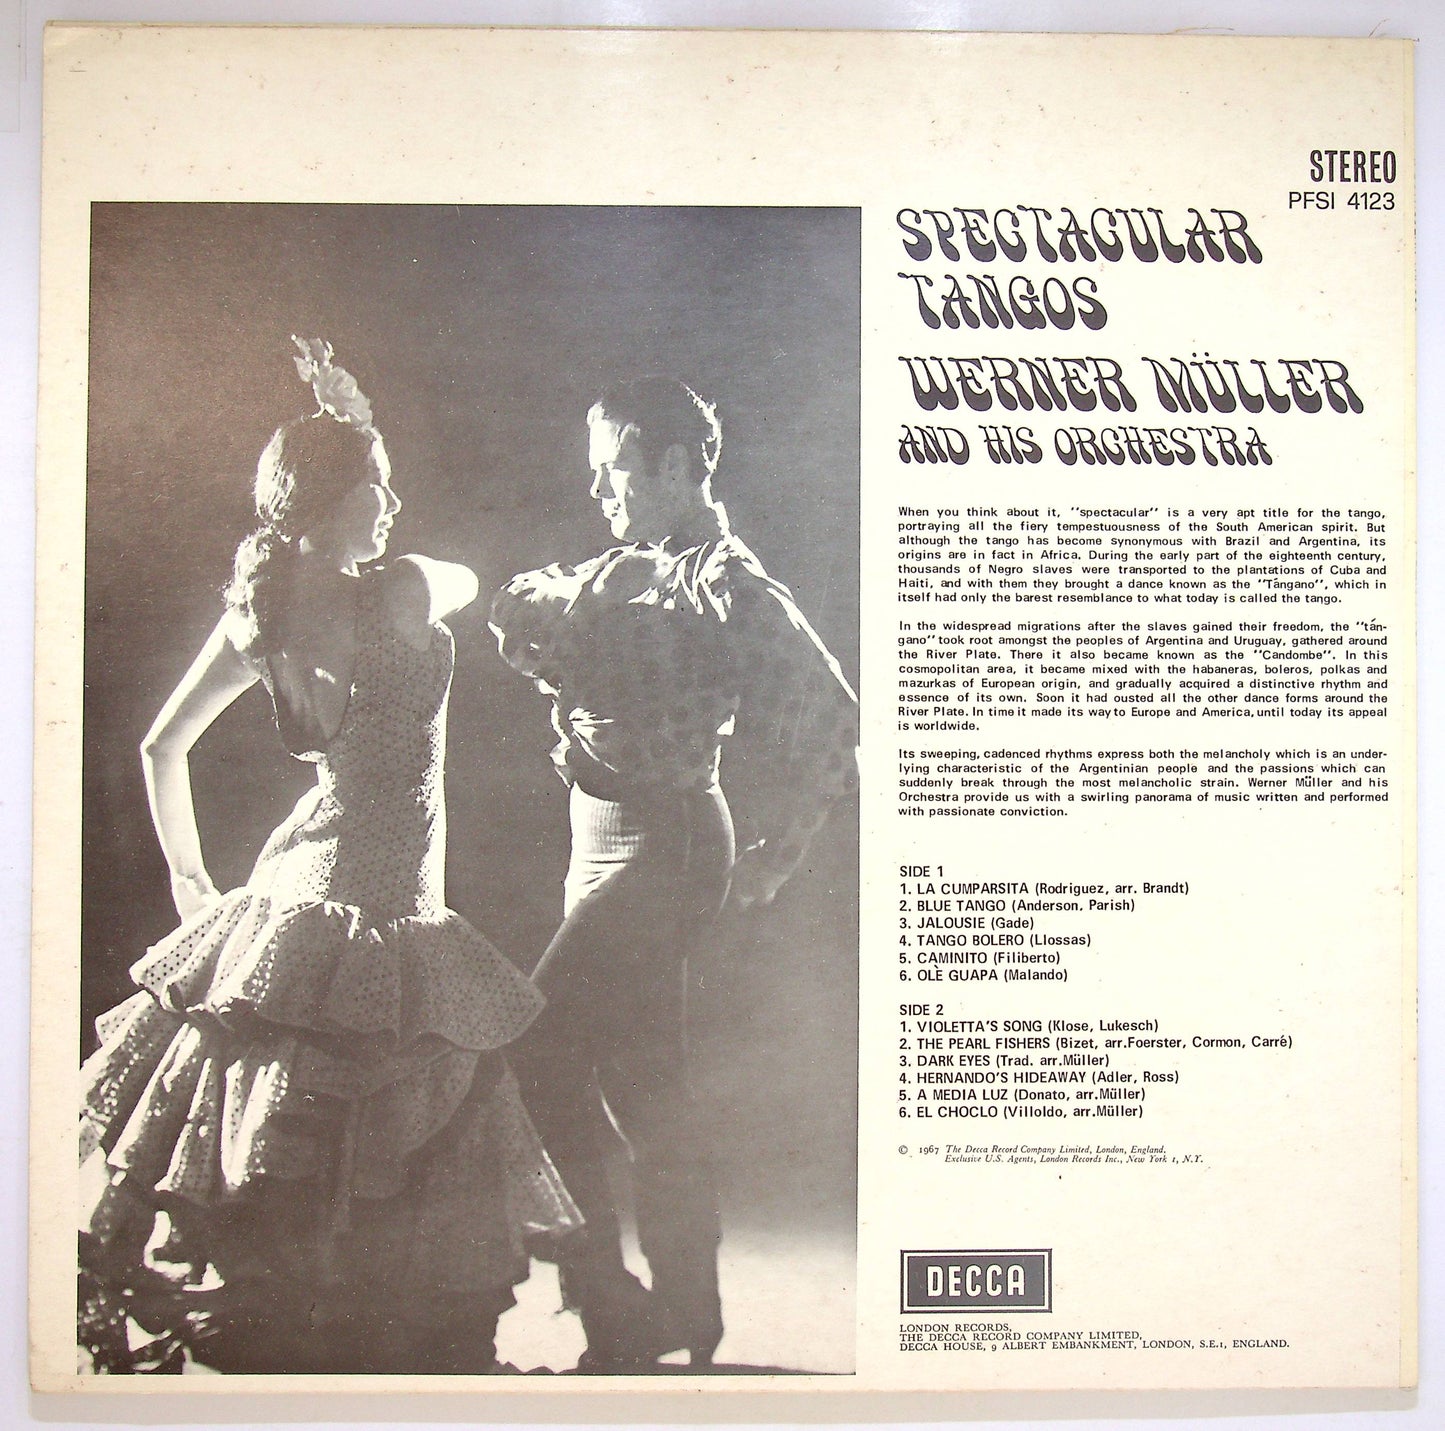 STEREO
PFSI 4123
SPECTACULAR
TANGOS
WERNER MÜLLER
AND HIS ORCHESTRA
When you think about it, "spectacular" is a very apt title for the tango,
portraying all the fiery tempestuousness of the South American spirit. But
although the tango has become synonymous with Brazil and Argentina, its
origins are in fact in Africa. During the early part of the eighteenth century,
thousands of Negro slaves were transported to the plantations of Cuba and
Haiti, and with them they brought a dance known as the "Tángano", which in
itself had only the barest resemblance to what today is called the tango.
In the widespread migrations after the slaves gained their freedom, the "tán-
gano" took root amongst the peoples of Argentina and Uruguay, gathered around
the River Plate. There it also became known as the "Candombe". In this
cosmopolitan area, it became mixed with the habaneras, boleros, polkas and
mazurkas of European origin, and gradually acquired a distinctive rhythm and
essence of its own. Soon it had ousted all the other dance forms around the
River Plate. In time it made its way to Europe and America, until today its appeal
is worldwide.
Its sweeping, cadenced rhythms express both the melancholy which is an under-
lying characteristic of the Argentinian people and the passions which can
suddenly break through the most melancholic strain. Werner Müller and his
Orchestra provide us with a swirling panorama of music written and performed
with passionate conviction.
SIDE 1
1. LA CUMPARSITA (Rodriguez, arr. Brandt)
2. BLUE TANGO (Anderson, Parish)
3. JALOUSIE (Gade)
4. TANGO BOLERO (Llossas)
5. CAMINITO (Filiberto)
6. OLÈ GUAPA (Malando)
SIDE 2
1. VIOLETTA'S SONG (Klose, Lukesch)
2. THE PEARL FISHERS (Bizet, arr.Foerster, Cormon, Carré)
3. DARK EYES (Trad. arr.Müller)
4. HERNANDO'S HIDEAWAY (Adler, Ross)
5. A MEDIA LUZ (Donato, arr.Müller)
6. EL CHOCLO (Villoldo, arr.Müller)
© 1967 The Decca Record Company Limited, London, England.
Exclusive U.S. Agents, London Records Inc., New York 1, N.Y.
DECCA
LONDON RECORDS,
THE DECCA RECORD COMPANY LIMITED,
DECCA HOUSE, 9 ALBERT EMBANKMENT, LONDON, S.E.1, ENGLAND.